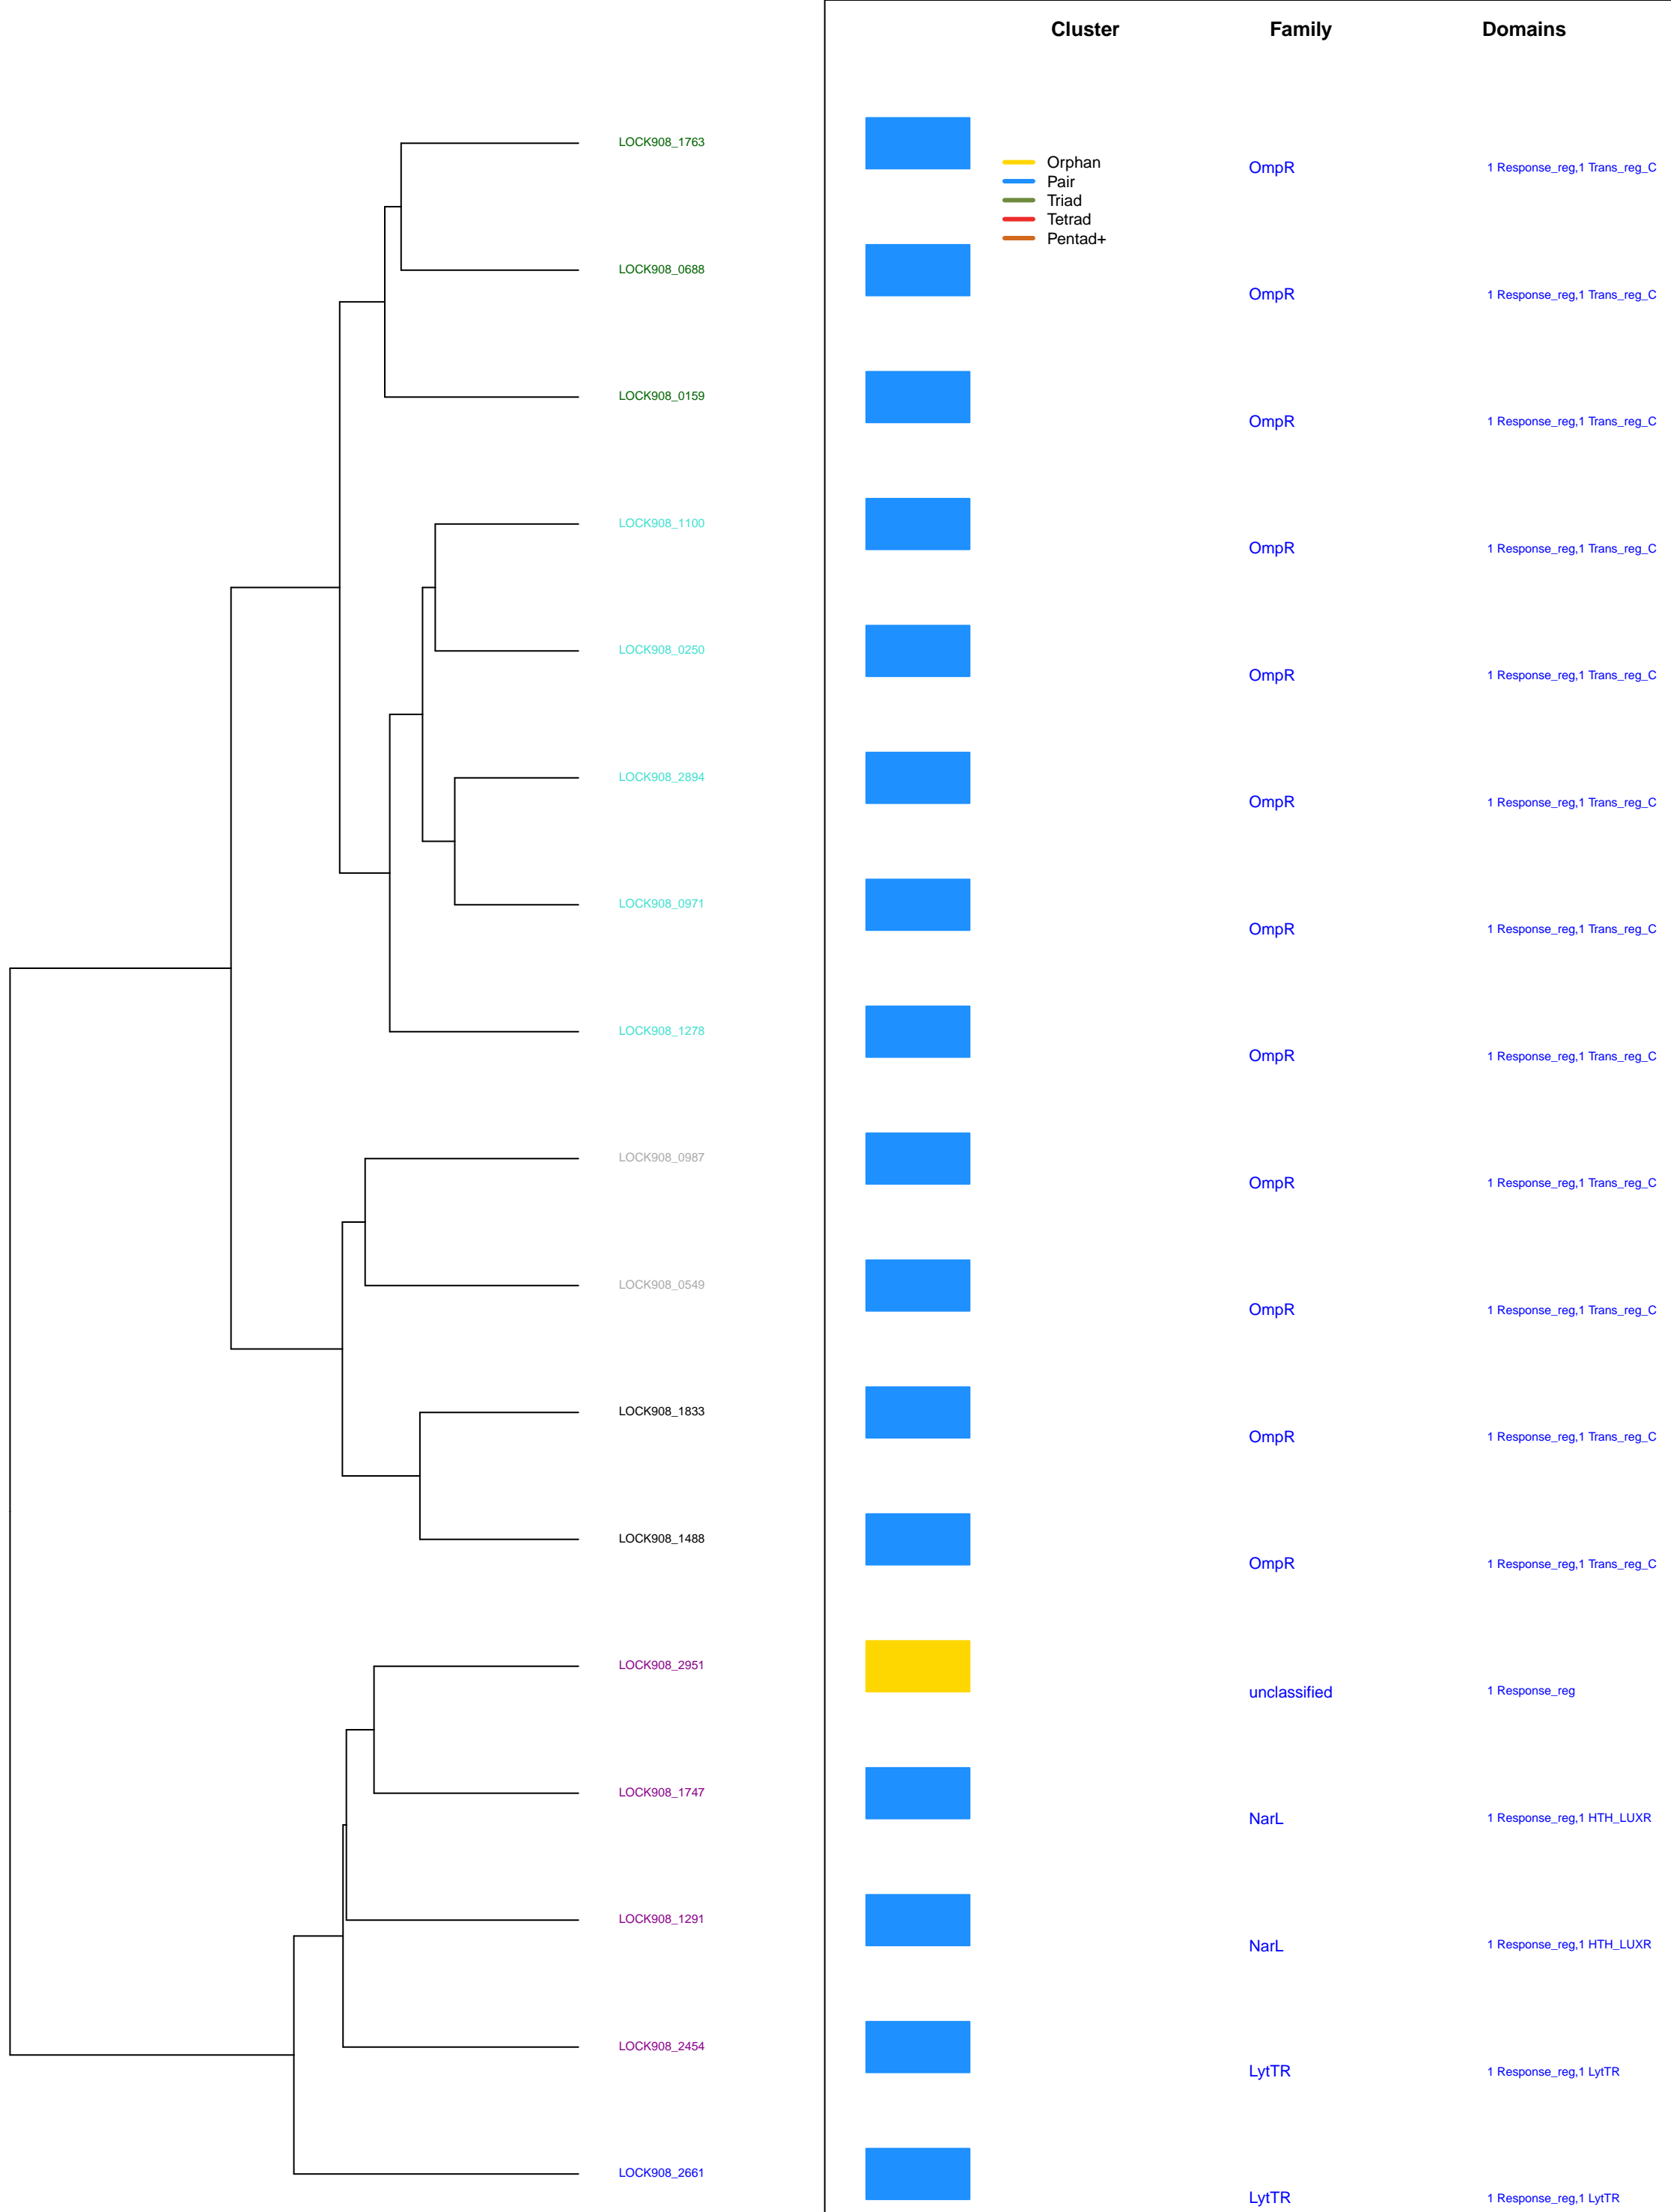 Cluster Family Domains
LOCK908_1763
Orphan
OmpR 1 Response_reg,1 Trans_reg_C
Pair
Triad
Tetrad
Pentad+
LOCK908_0688
OmpR 1 Response_reg,1 Trans_reg_C
LOCK908_0159
OmpR 1 Response_reg,1 Trans_reg_C
LOCK908_1100
OmpR 1 Response_reg,1 Trans_reg_C
LOCK908_0250
OmpR 1 Response_reg,1 Trans_reg_C
LOCK908_2894
OmpR 1 Response_reg,1 Trans_reg_C
LOCK908_0971
OmpR 1 Response_reg,1 Trans_reg_C
LOCK908_1278
OmpR 1 Response_reg,1 Trans_reg_C
LOCK908_0987
OmpR 1 Response_reg,1 Trans_reg_C
LOCK908_0549
OmpR 1 Response_reg,1 Trans_reg_C
LOCK908_1833
OmpR 1 Response_reg,1 Trans_reg_C
LOCK908_1488
OmpR 1 Response_reg,1 Trans_reg_C
LOCK908_2951
unclassified 1 Response_reg
LOCK908_1747
NarL 1 Response_reg,1 HTH_LUXR
LOCK908_1291
NarL 1 Response_reg,1 HTH_LUXR
LOCK908_2454
LytTR 1 Response_reg,1 LytTR
LOCK908_2661
LytTR 1 Response_reg,1 LytTR